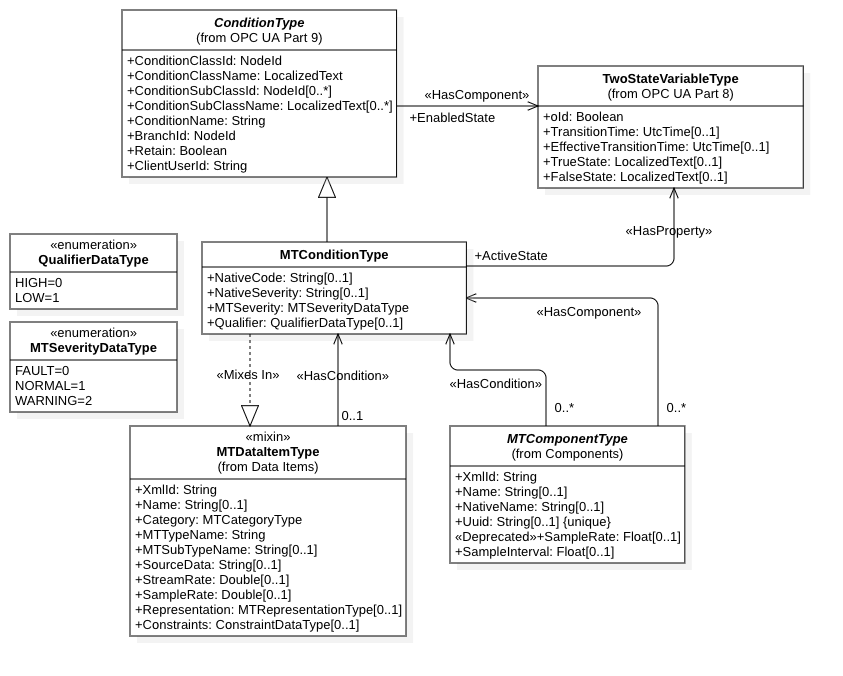 ConditionType
(from OPC UA Part 9)
+ConditionClassId: NodeId
+ConditionClassName: LocalizedText
+ConditionSubClassId: NodeId[0..*]
+ConditionSubClassName: LocalizedText[0..*]
+ConditionName: String
+BranchId: NodeId
+Retain: Boolean
+ClientUserId: String
«HasComponent»
+EnabledState
TwoStateVariableType
(from OPC UA Part 8)
+oId: Boolean
+TransitionTime: UtcTime[0..1]
+EffectiveTransitionTime: UtcTime[0..1]
+TrueState: LocalizedText[0..1]
+FalseState: LocalizedText[0..1]
«HasProperty»
+ActiveState
«enumeration»
QualifierDataType
HIGH=0
LOW=1
MTConditionType
+NativeCode: String[0..1]
+NativeSeverity: String[0..1]
+MTSeverity: MTSeverityDataType
+Qualifier: QualifierDataType[0..1]
«HasComponent»
«enumeration»
MTSeverityDataType
FAULT=0
NORMAL=1
WARNING=2
«Mixes In»
«HasCondition»
«HasCondition»
0..1
0..*
0..*
«mixin»
MTDataItemType
(from Data Items)
+XmlId: String
+Name: String[0..1]
+Category: MTCategoryType
+MTTypeName: String
+MTSubTypeName: String[0..1]
+SourceData: String[0..1]
+StreamRate: Double[0..1]
+SampleRate: Double[0..1]
+Representation: MTRepresentationType[0..1]
+Constraints: ConstraintDataType[0..1]
MTComponentType
(from Components)
+XmlId: String
+Name: String[0..1]
+NativeName: String[0..1]
+Uuid: String[0..1] {unique}
«Deprecated»+SampleRate: Float[0..1]
+SampleInterval: Float[0..1]